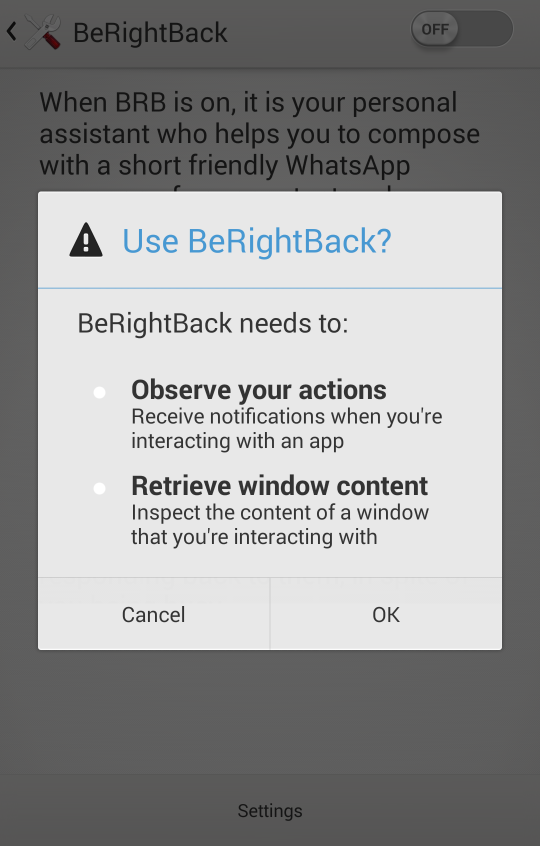 BeRightBack
OFF
When BRB is on, it is your personal
assistant who helps you to compose
with a short friendly WhatsApp
Use BeRightBack?
BeRightBack needs to:
Observe your actions
Receive notifications when you're
interacting with an app
Retrieve window content
Inspect the content of a window
that you're interacting with
Cancel
OK
Settings